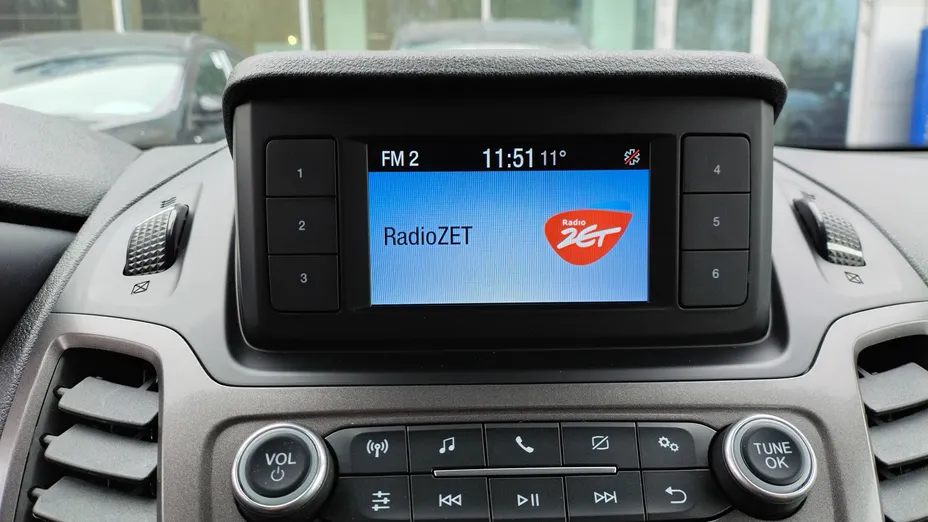 FM 2 11:51 11°
RadioZET
Radio
ZET
1
2
3
4
5
6
VOL
TUNE
OK